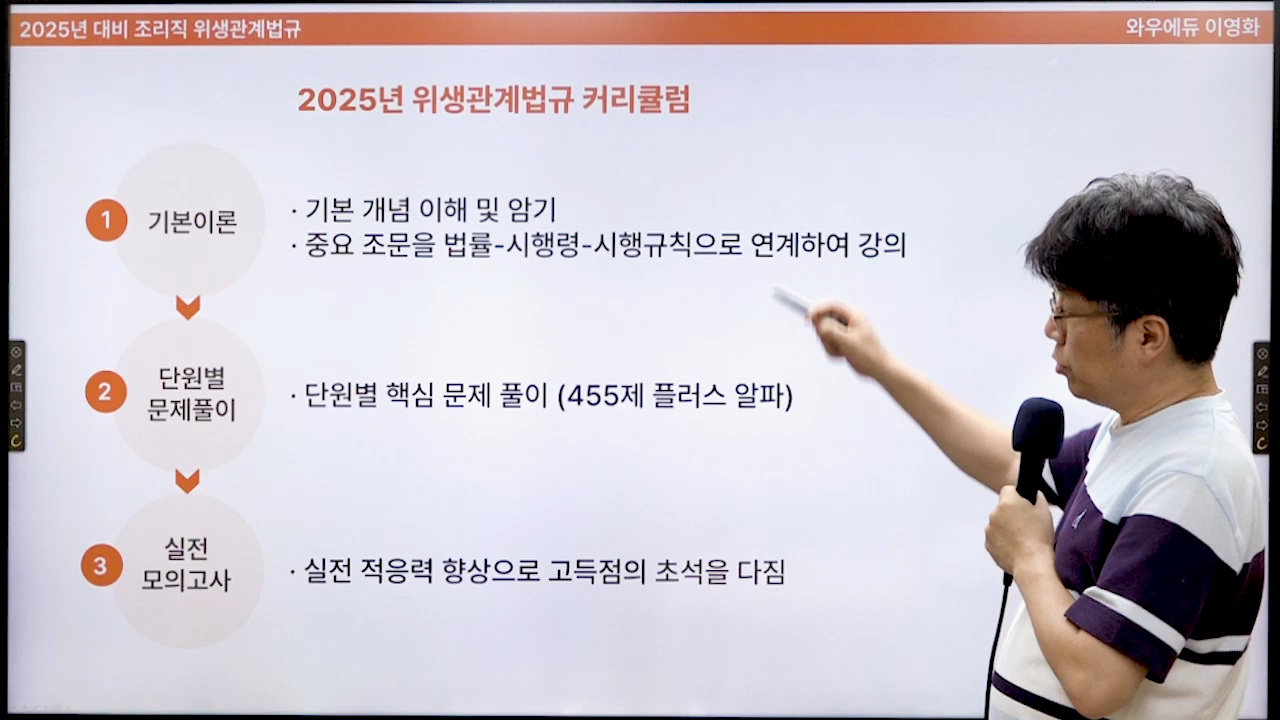 2025년 대비 조리직 위생관계법규
와우에듀 이영화
2025년 위생관계법규 커리큘럼
1
기본이론
· 기본 개념 이해 및 암기
· 중요 조문을 법률-시행령-시행규칙으로 연계하여 강의
2
단원별
문제풀이
· 단원별 핵심 문제 풀이 (455제 플러스 알파)
3
실전
모의고사
· 실전 적응력 향상으로 고득점의 초석을 다짐